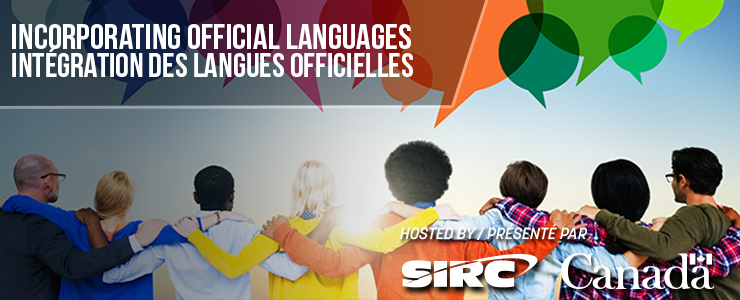 INCORPORATING OFFICIAL LANGUAGES
INTÉGRATION DES LANGUES OFFICIELLES
HOSTED BY / PRÉSENTÉ PAR
SIRC Canada